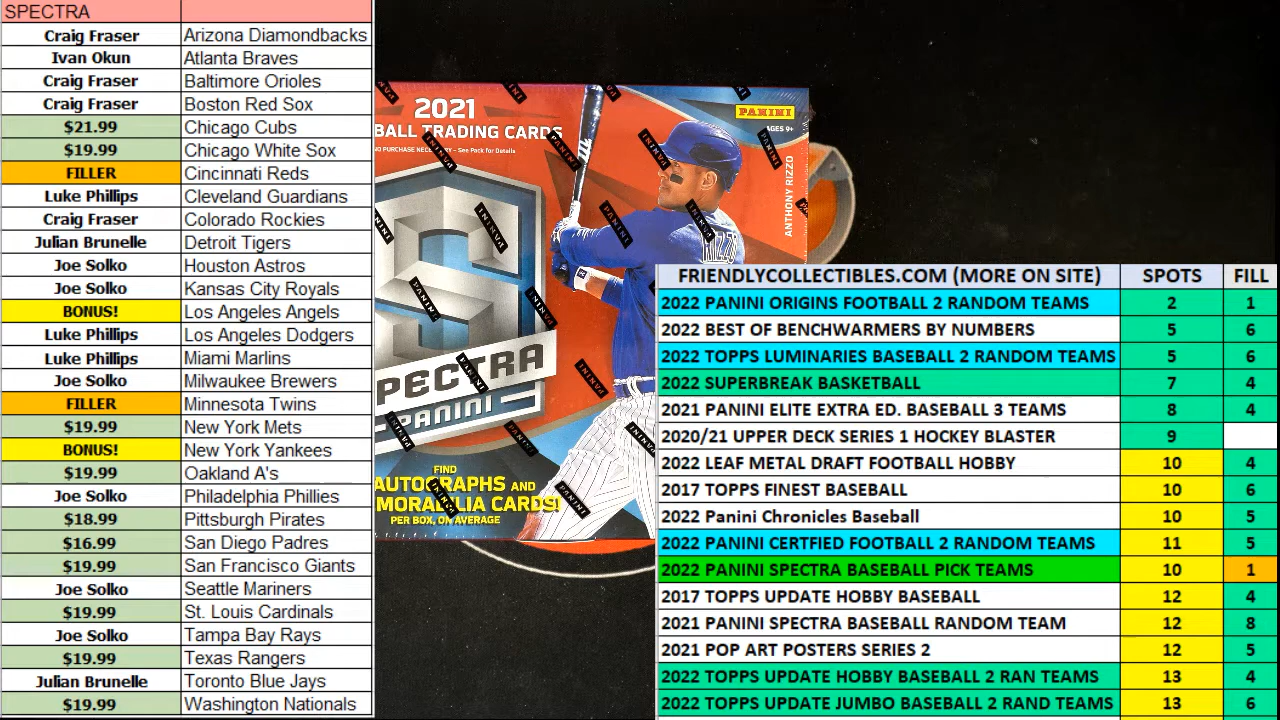 SPECTRA
Craig Fraser Arizona Diamondbacks
Ivan Okun Atlanta Braves
Craig Fraser Baltimore Orioles
Craig Fraser Boston Red Sox
$21.99 Chicago Cubs
$19.99 Chicago White Sox
FILLER Cincinnati Reds
Luke Phillips Cleveland Guardians
Craig Fraser Colorado Rockies
Julian Brunelle Detroit Tigers
Joe Solko Houston Astros
Joe Solko Kansas City Royals
BONUS! Los Angeles Angels
Luke Phillips Los Angeles Dodgers
Luke Phillips Miami Marlins
Joe Solko Milwaukee Brewers
FILLER Minnesota Twins
$19.99 New York Mets
BONUS! New York Yankees
$19.99 Oakland A's
Joe Solko Philadelphia Phillies
$18.99 Pittsburgh Pirates
$16.99 San Diego Padres
$19.99 San Francisco Giants
Joe Solko Seattle Mariners
$19.99 St. Louis Cardinals
Joe Solko Tampa Bay Rays
$19.99 Texas Rangers
Julian Brunelle Toronto Blue Jays
$19.99 Washington Nationals
2021
BALL TRADING CARDS
NO PURCHASE NECESSARY - See Pack for Details
PANINI
AGES 9+
ANTHONY RIZZO
RIZZO
S
SPECTRA
PANINI
FIND
AUTOGRAPHS AND
MEMORABILIA CARDS!
PER BOX, ON AVERAGE
FRIENDLYCOLLECTIBLES.COM (MORE ON SITE) SPOTS FILL
2022 PANINI ORIGINS FOOTBALL 2 RANDOM TEAMS 2 1
2022 BEST OF BENCHWARMERS BY NUMBERS 5 6
2022 TOPPS LUMINARIES BASEBALL 2 RANDOM TEAMS 5 6
2022 SUPERBREAK BASKETBALL 7 4
2021 PANINI ELITE EXTRA ED. BASEBALL 3 TEAMS 8 4
2020/21 UPPER DECK SERIES 1 HOCKEY BLASTER 9
2022 LEAF METAL DRAFT FOOTBALL HOBBY 10 4
2017 TOPPS FINEST BASEBALL 10 6
2022 Panini Chronicles Baseball 10 5
2022 PANINI CERTFIED FOOTBALL 2 RANDOM TEAMS 11 5
2022 PANINI SPECTRA BASEBALL PICK TEAMS 10 1
2017 TOPPS UPDATE HOBBY BASEBALL 12 4
2021 PANINI SPECTRA BASEBALL RANDOM TEAM 12 8
2021 POP ART POSTERS SERIES 2 12 5
2022 TOPPS UPDATE HOBBY BASEBALL 2 RAN TEAMS 13 4
2022 TOPPS UPDATE JUMBO BASEBALL 2 RAND TEAMS 13 6